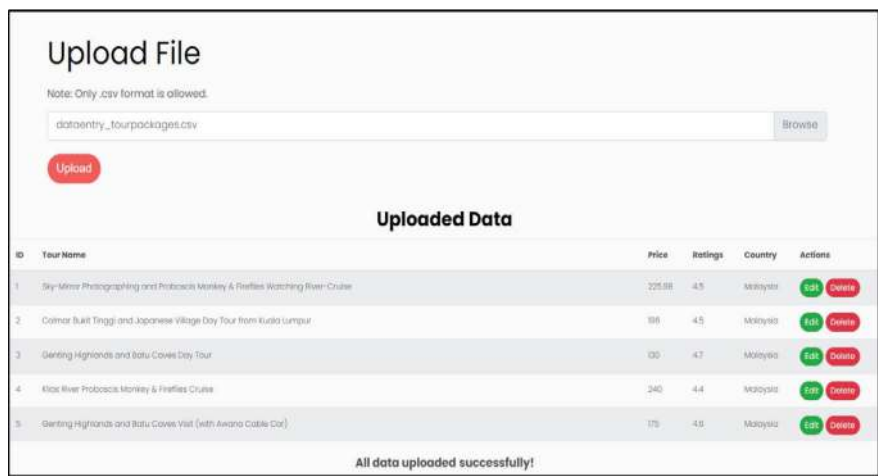 Upload File
Note: Only .csv format is allowed.
dataentry_tourpackages.csv Browse
Upload
Uploaded Data
ID Tour Name Price Ratings Country Actions
1 Sky-Mirror Photographing and Proboscis Monkey & Fireflies Watching River-Cruise 4.5 Malaysia Edit Delete
2 Colmar Bukit Tinggi and Japanese Village Day Tour from Kuala Lumpur 4.5 Malaysia Edit Delete
3 Genting Highlands and Batu Caves Day Tour 130 4.7 Malaysia Edit Delete
4 River Proboscis Monkey & Fireflies Cruise 240 4.4 Malaysia Edit Delete
5 Genting Highlands and Batu Caves Visit (with Awana Cable Car) 175 Malaysia Edit Delete
All data uploaded successfully!